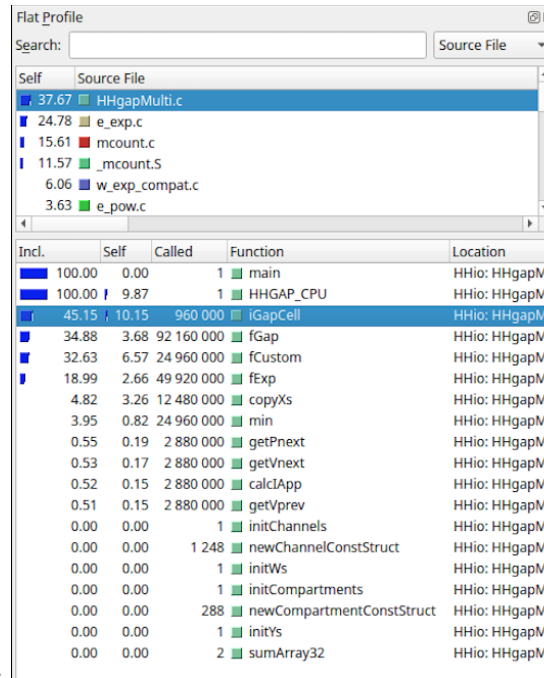 Flat Profile
Search: Source File
Self Source File
37.67 HHgapMulti.c
24.78 e_exp.c
15.61 mcount.c
11.57 _mcount.S
6.06 w_exp_compat.c
3.63 e_pow.c
Incl. Self Called Function Location
100.00 0.00 1 main HHio: HHgapM
100.00 9.87 1 HHGAP_CPU HHio: HHgapM
45.15 10.15 960 000 iGapCell HHio: HHgapM
34.88 3.68 92 160 000 fGap HHio: HHgapM
32.63 6.57 24 960 000 fCustom HHio: HHgapM
18.99 2.66 49 920 000 fExp HHio: HHgapM
4.82 3.26 12 480 000 copyXs HHio: HHgapM
3.95 0.82 24 960 000 min HHio: HHgapM
0.55 0.19 2 880 000 getPnext HHio: HHgapM
0.53 0.17 2 880 000 getVnext HHio: HHgapM
0.52 0.15 2 880 000 calcIApp HHio: HHgapM
0.51 0.15 2 880 000 getVprev HHio: HHgapM
0.00 0.00 1 initChannels HHio: HHgapM
0.00 0.00 1 248 newChannelConstStruct HHio: HHgapM
0.00 0.00 1 initWs HHio: HHgapM
0.00 0.00 1 initCompartments HHio: HHgapM
0.00 0.00 288 newCompartmentConstStruct HHio: HHgapM
0.00 0.00 1 initYs HHio: HHgapM
0.00 0.00 2 sumArray32 HHio: HHgapM